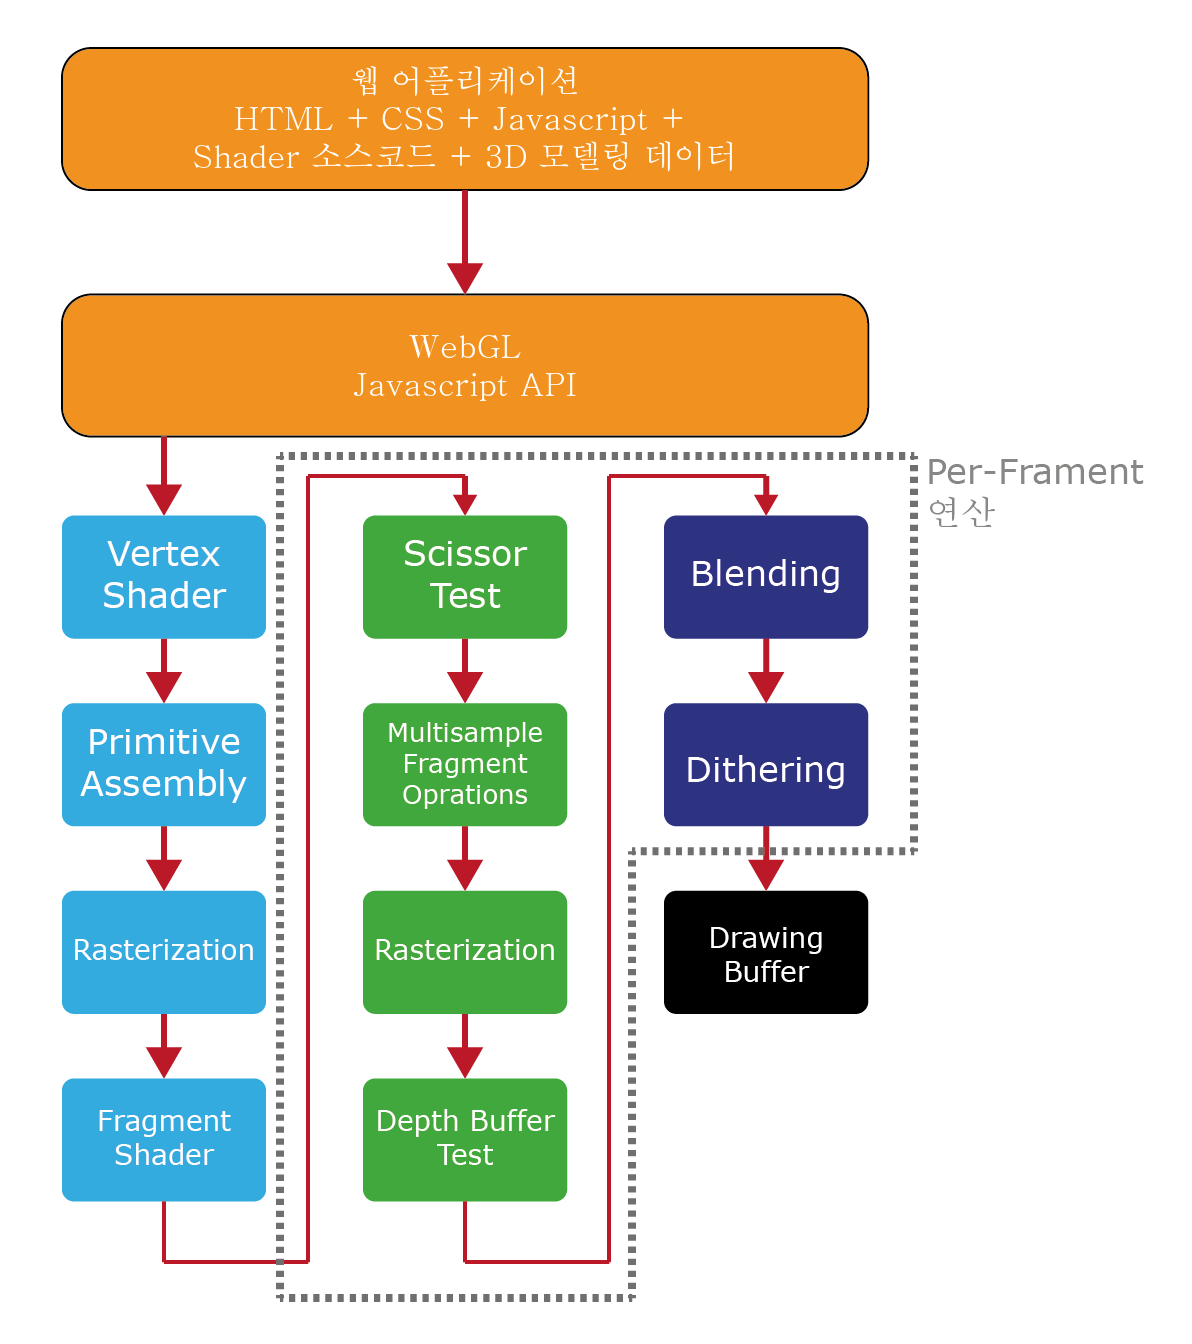 웹 어플리케이션
HTML + CSS + Javascript +
Shader 소스코드 + 3D 모델링 데이터
WebGL
Javascript API
Per-Frament
연산
Vertex
Shader
Primitive
Assembly
Rasterization
Fragment
Shader
Scissor
Test
Multisample
Fragment
Oprations
Rasterization
Depth Buffer
Test
Blending
Dithering
Drawing
Buffer